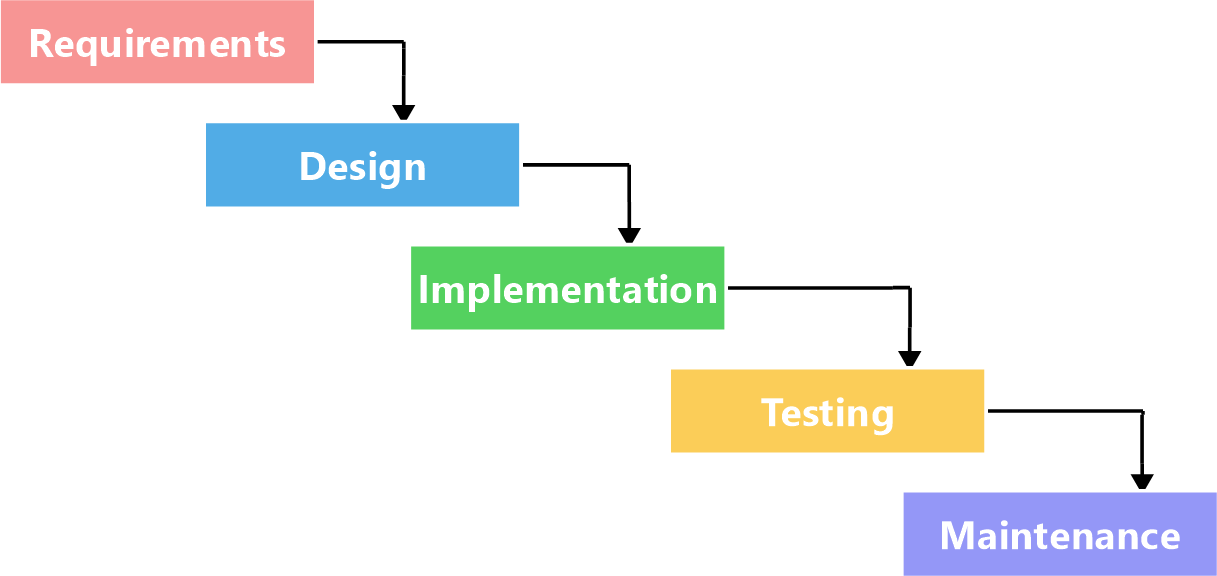 Requirements
Design
Implementation
Testing
Maintenance